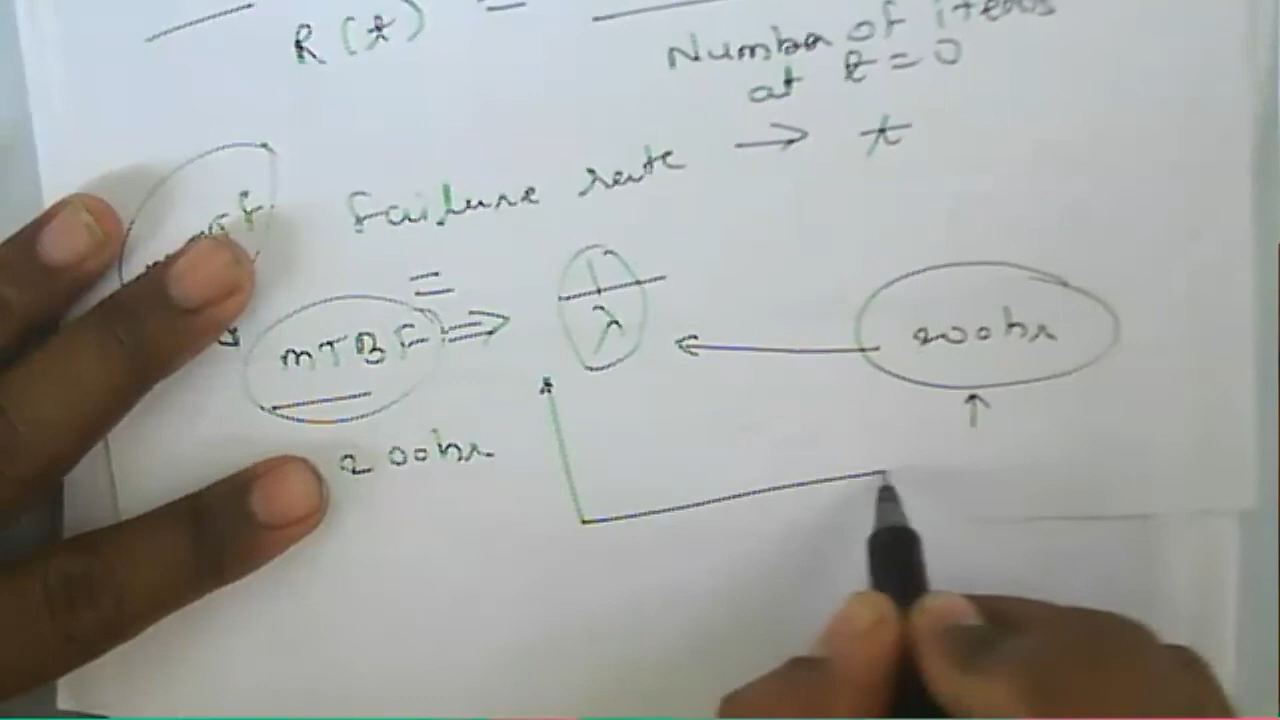 R(t) =
Number of items
at t = 0
Failure rate → t
=
MTBF ⇒ 1/λ ← 200hr
↑
200hr